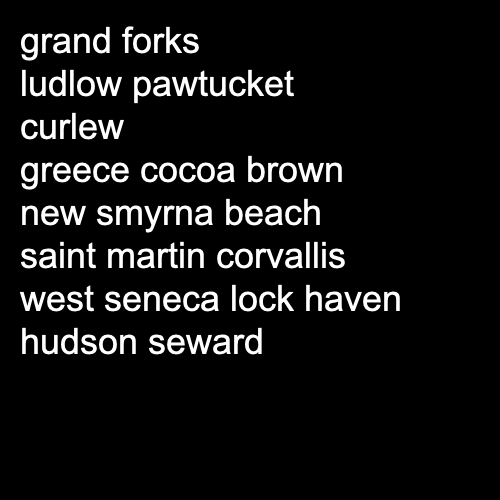 grand forks
ludlow pawtucket
curlew
greece cocoa brown
new smyrna beach
saint martin corvallis
west seneca lock haven
hudson seward